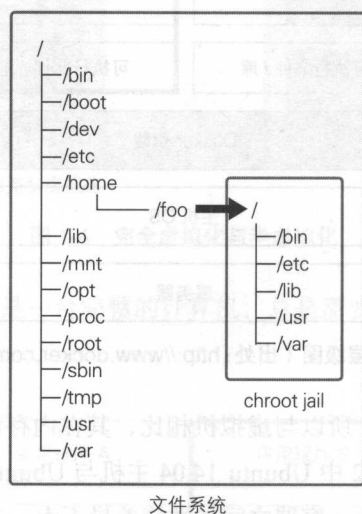 /
/bin
/boot
/dev
/etc
/home
/foo
/
/bin
/etc
/lib
/usr
/var
chroot jail
/lib
/mnt
/opt
/proc
/root
/sbin
/tmp
/usr
/var
文件系统